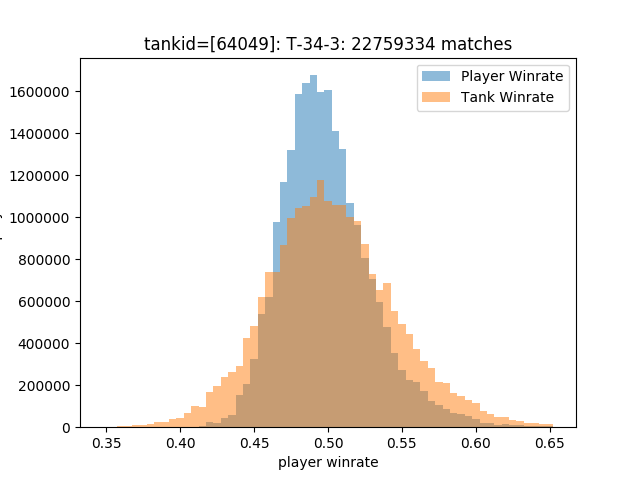 tankid=[64049]: T-34-3: 22759334 matches
Player Winrate
Tank Winrate
1600000
1400000
1200000
1000000
800000
600000
400000
200000
0
0.35 0.40 0.45 0.50 0.55 0.60 0.65
player winrate